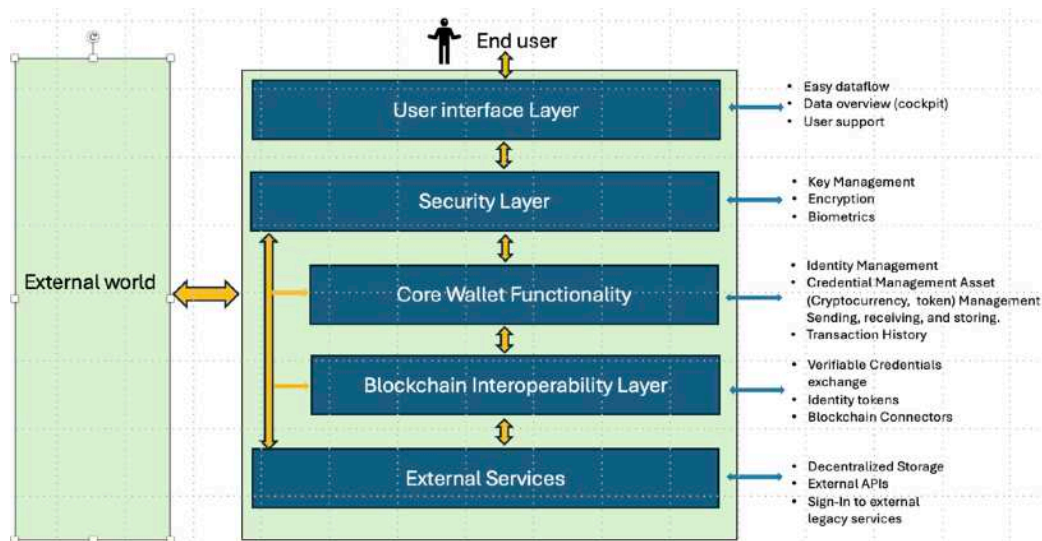 End user
User interface Layer
• Easy dataflow
• Data overview (cockpit)
• User support
Security Layer
• Key Management
• Encryption
• Biometrics
External world
Core Wallet Functionality
• Identity Management
• Credential Management Asset
(Cryptocurrency, token) Management
Sending, receiving, and storing.
• Transaction History
Blockchain Interoperability Layer
• Verifiable Credentials
exchange
• Identity tokens
• Blockchain Connectors
External Services
• Decentralized Storage
• External APIs
• Sign-In to external
legacy services